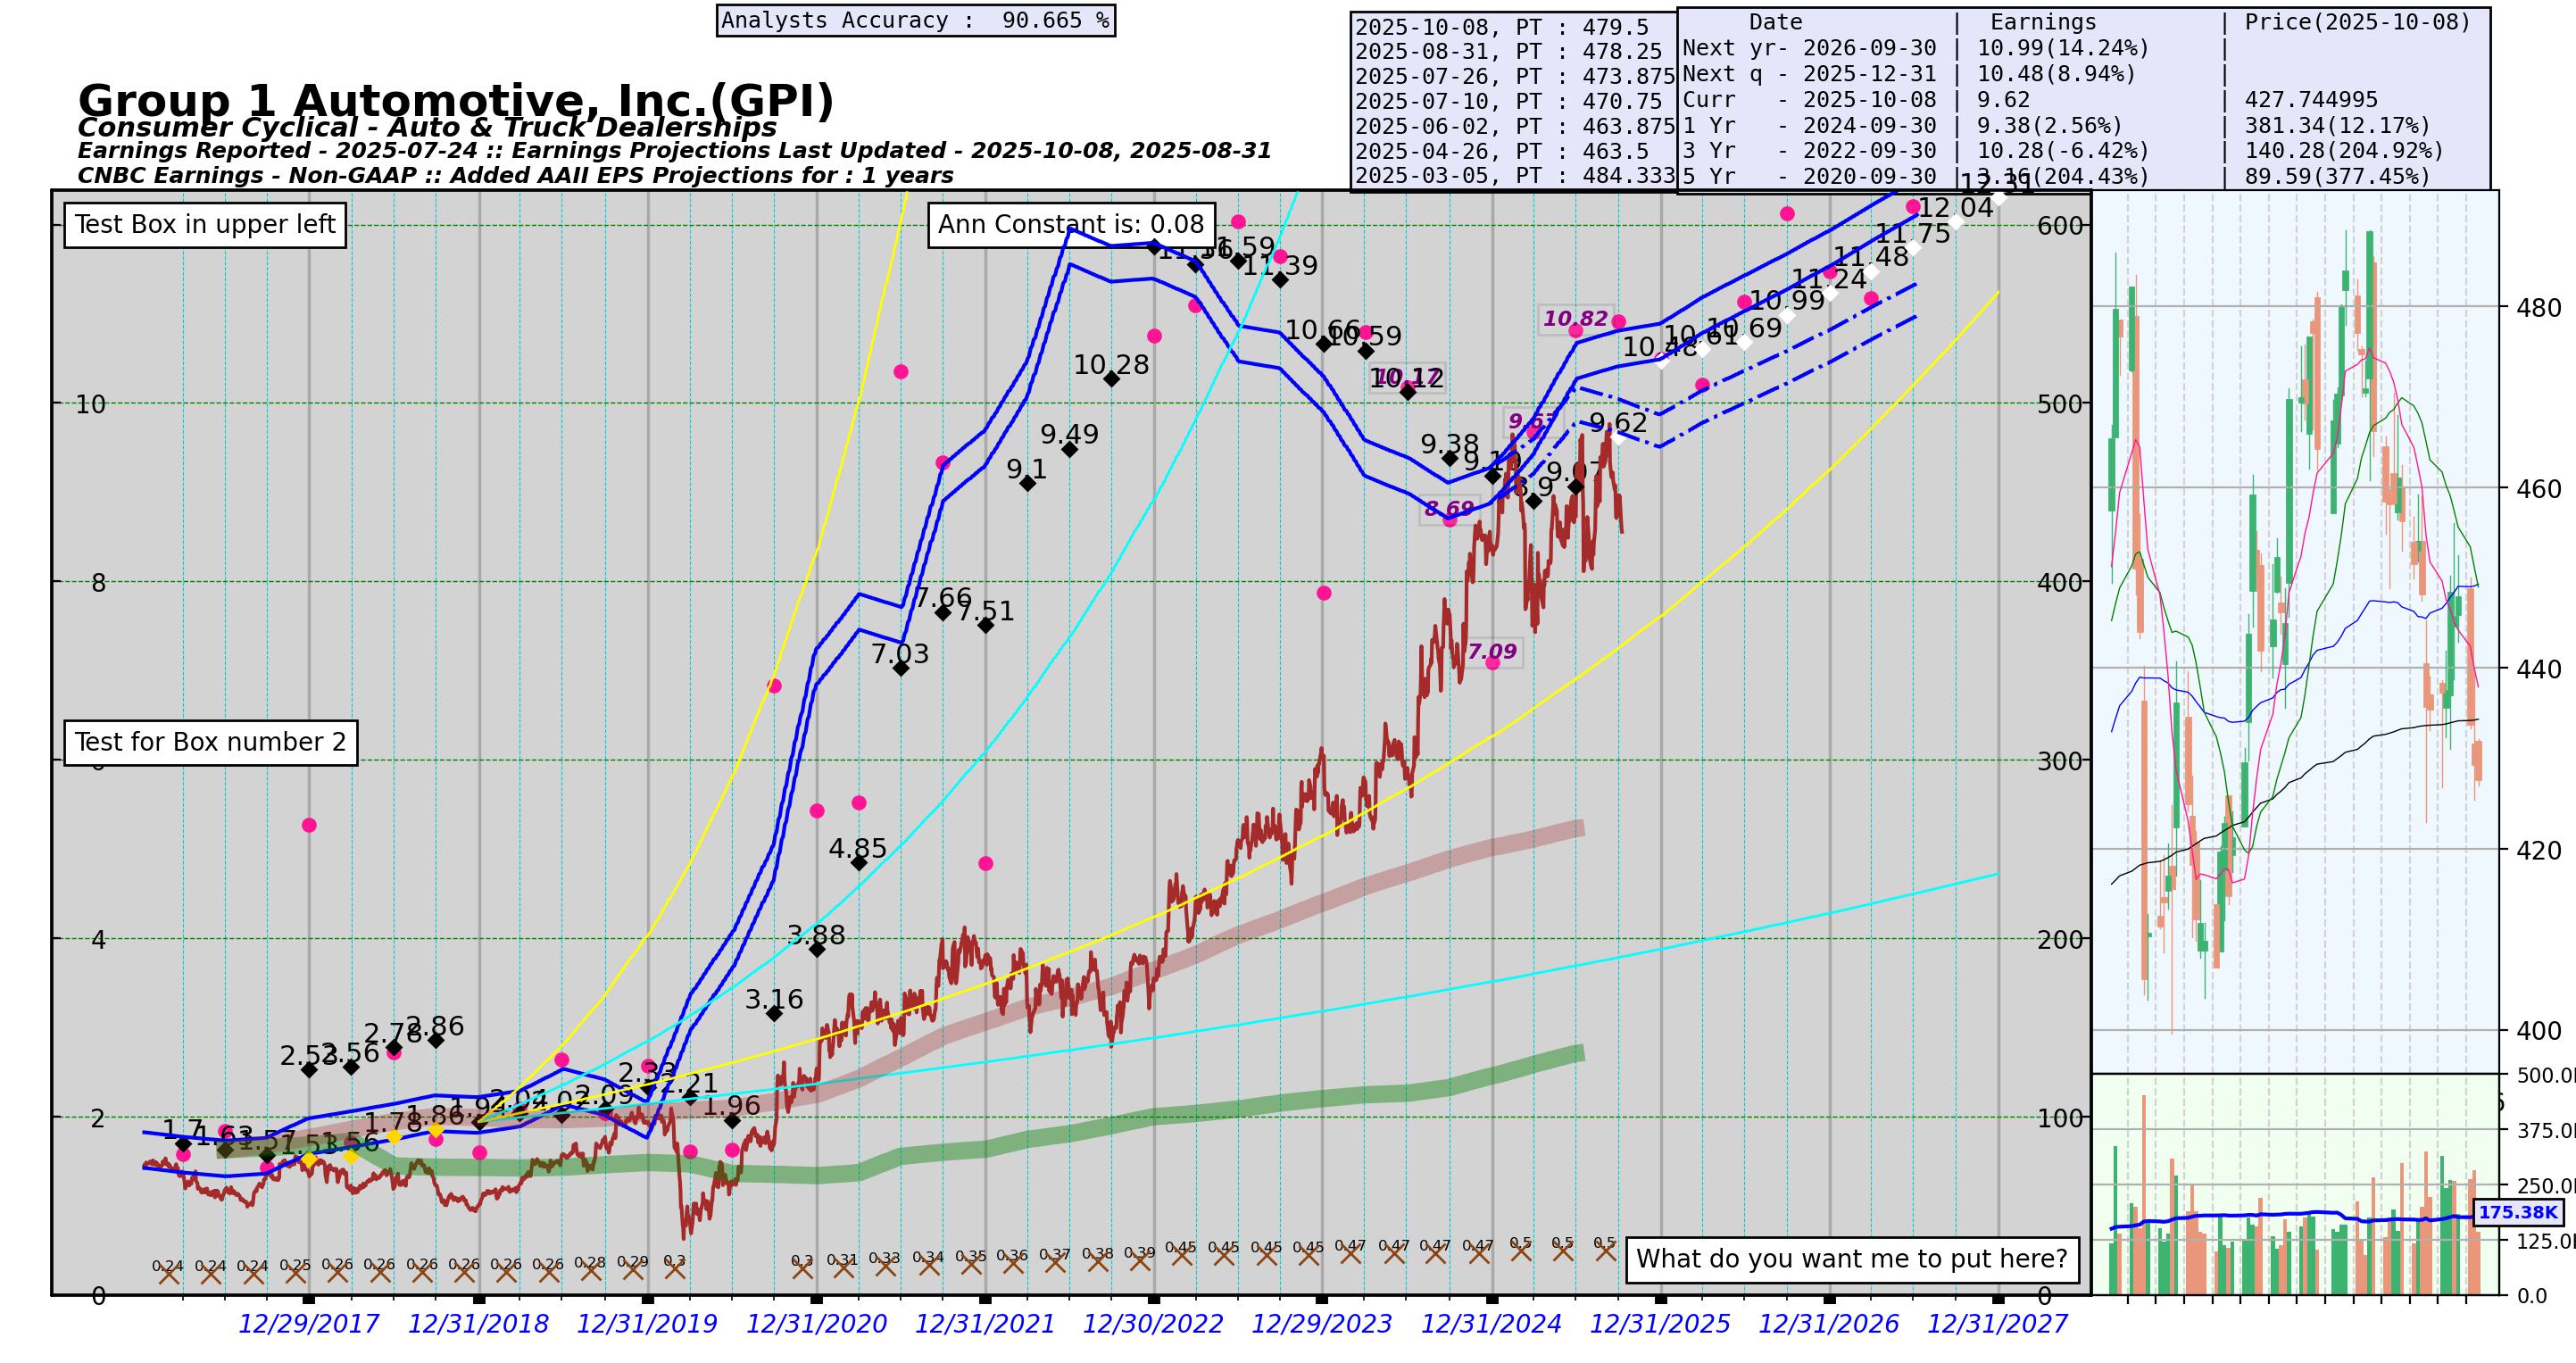 Analysts Accuracy :  90.665 %
2025-10-08, PT : 479.5
2025-08-31, PT : 478.25
2025-07-26, PT : 473.875
2025-07-10, PT : 470.75
2025-06-02, PT : 463.875
2025-04-26, PT : 463.5
2025-03-05, PT : 484.333
Date | Earnings | Price(2025-10-08)
Next yr- 2026-09-30 | 10.99(14.24%) |
Next q - 2025-12-31 | 10.48(8.94%) |
Curr - 2025-10-08 | 9.62 | 427.744995
1 Yr - 2024-09-30 | 9.38(2.56%) | 381.34(12.17%)
3 Yr - 2022-09-30 | 10.28(-6.42%) | 140.28(204.92%)
5 Yr - 2020-09-30 | 3.16(204.43%) | 89.59(377.45%)
Group 1 Automotive, Inc.(GPI)
Consumer Cyclical - Auto & Truck Dealerships
Earnings Reported - 2025-07-24 :: Earnings Projections Last Updated - 2025-10-08, 2025-08-31
CNBC Earnings - Non-GAAP :: Added AAII EPS Projections for : 1 years
Test Box in upper left
Ann Constant is: 0.08
Test for Box number 2
What do you want me to put here?
10
8
4
2
0
600
500
400
300
200
100
0
1.7 1.63 1.57 1.53 1.56 1.78 1.86
2.53 2.56 2.78 2.86
2.09 2.33 2.21 1.96
3.16 3.88 4.85
7.03 7.66 7.51
9.1 9.49 10.28
11.59 11.39
10.66 10.59 10.12
9.38 9.19 8.9 9.07 9.62
8.69 7.09 9.67 10.82 10.17
10.48 10.61 10.69 10.99 11.24 11.48 11.75 12.04 12.31
0.24 0.24 0.24 0.25 0.26 0.26 0.26 0.26 0.26 0.26 0.28 0.29 0.3 0.3 0.31 0.33 0.34 0.35 0.36 0.37 0.38 0.39 0.45 0.45 0.45 0.45 0.47 0.47 0.47 0.47 0.5 0.5 0.5
12/29/2017 12/31/2018 12/31/2019 12/31/2020 12/31/2021 12/30/2022 12/29/2023 12/31/2024 12/31/2025 12/31/2026 12/31/2027
480
460
440
420
400
500.0
375.0
250.0
175.38K
125.0
0.0